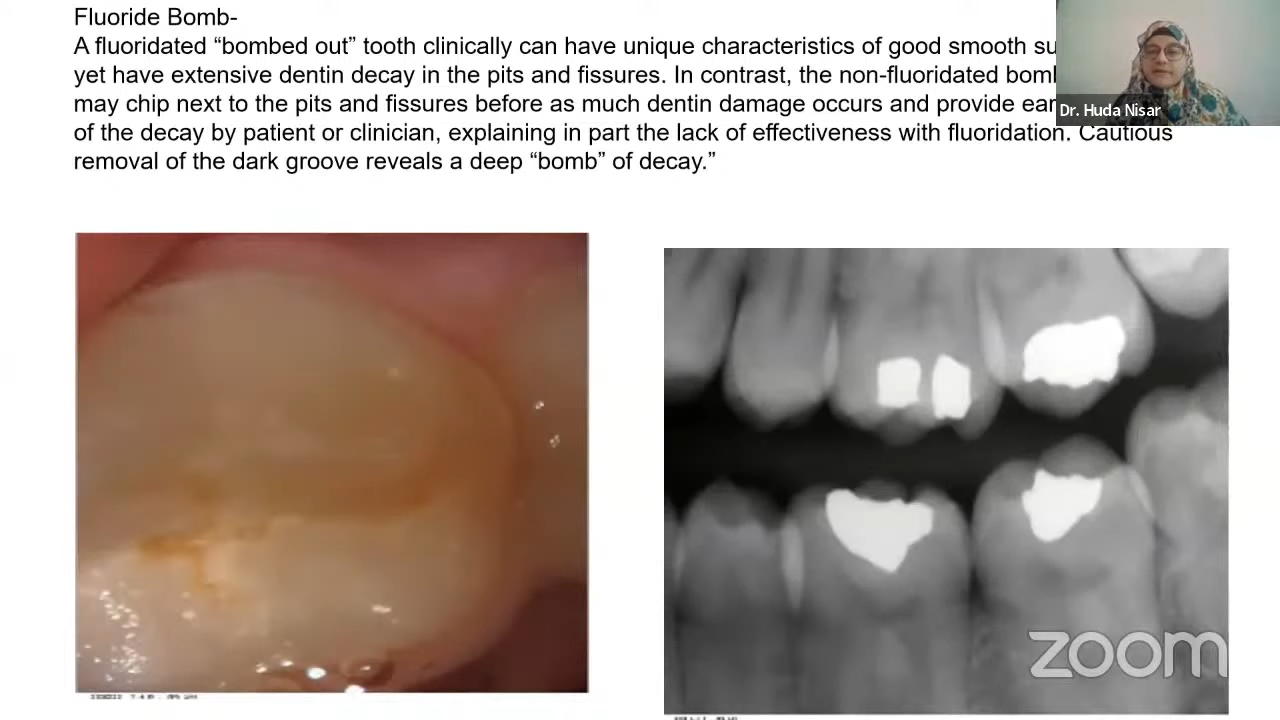 Fluoride Bomb-
A fluoridated “bombed out” tooth clinically can have unique characteristics of good smooth su
yet have extensive dentin decay in the pits and fissures. In contrast, the non-fluoridated bom
may chip next to the pits and fissures before as much dentin damage occurs and provide ear
of the decay by patient or clinician, explaining in part the lack of effectiveness with fluoridation. Cautious
removal of the dark groove reveals a deep “bomb” of decay.”
Dr. Huda Nisar
zoom